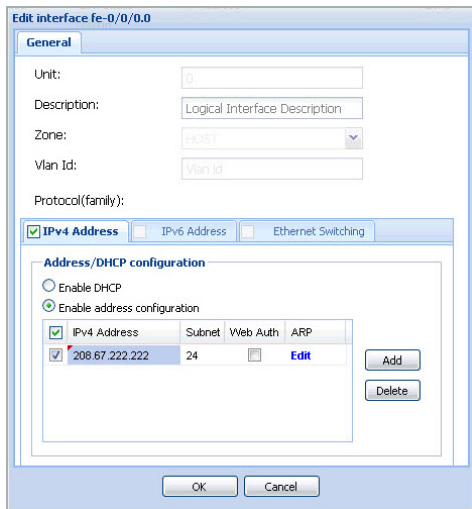 Edit interface fe-0/0/0.0
General
Unit:
0
Description:
Logical Interface Description
Zone:
HOST
Vlan Id:
Vlan Id
Protocol(family):
IPv4 Address IPv6 Address Ethernet Switching
Address/DHCP configuration
Enable DHCP
Enable address configuration
IPv4 Address Subnet Web Auth ARP
208.67.222.222 24 Edit
Add
Delete
OK Cancel